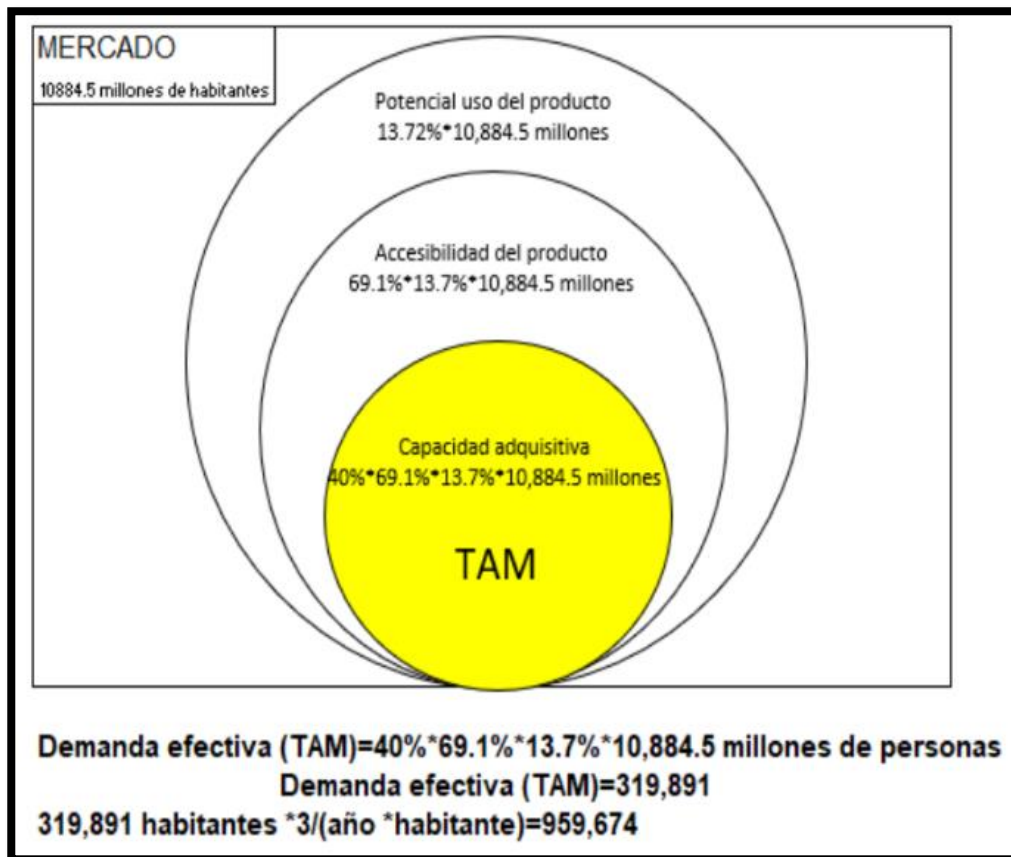 MERCADO
10884.5 millones de habitantes
Potencial uso del producto
13.72%*10,884.5 millones
Accesibilidad del producto
69.1%*13.7%*10,884.5 millones
Capacidad adquisitiva
40%*69.1%*13.7%*10,884.5 millones
TAM
Demanda efectiva (TAM)=40%*69.1%*13.7%*10,884.5 millones de personas
Demanda efectiva (TAM)=319,891
319,891 habitantes *3/(año *habitante)=959,674